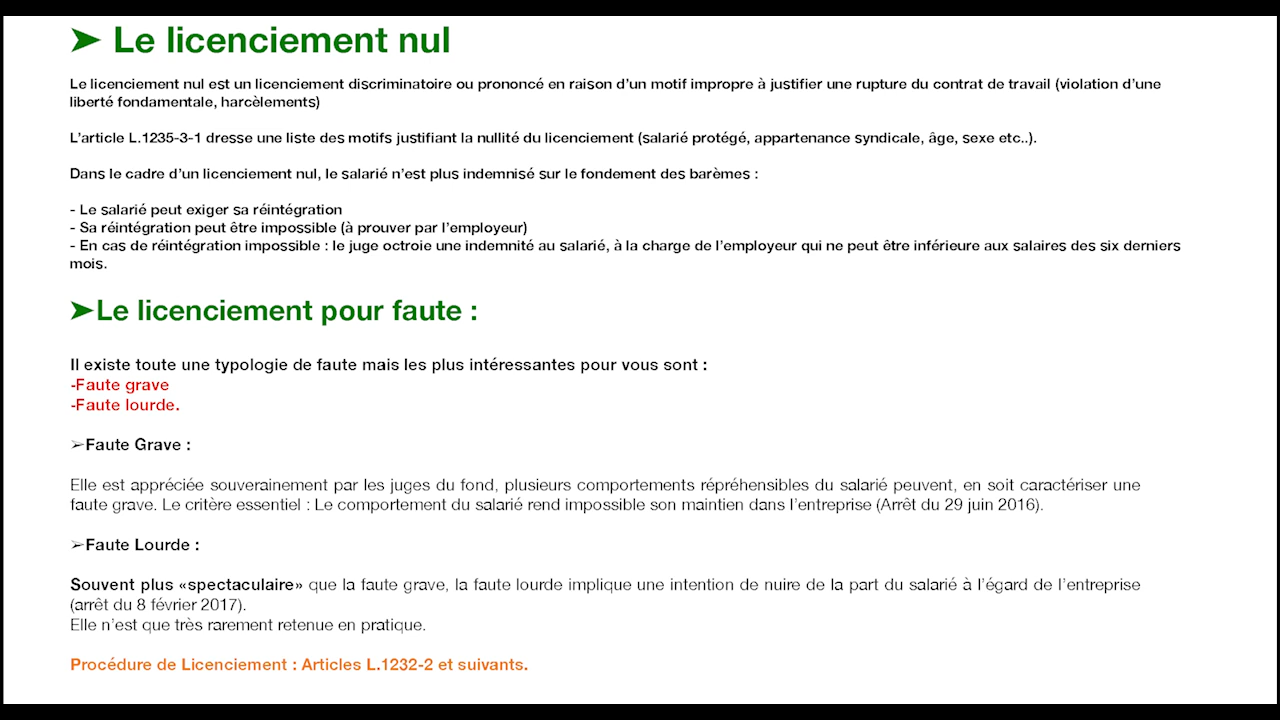 ➤ Le licenciement nul
Le licenciement nul est un licenciement discriminatoire ou prononcé en raison d'un motif impropre à justifier une rupture du contrat de travail (violation d'une
liberté fondamentale, harcèlements)
L'article L.1235-3-1 dresse une liste des motifs justifiant la nullité du licenciement (salarié protégé, appartenance syndicale, âge, sexe etc..).
Dans le cadre d'un licenciement nul, le salarié n'est plus indemnisé sur le fondement des barèmes :
- Le salarié peut exiger sa réintégration
- Sa réintégration peut être impossible (à prouver par l'employeur)
- En cas de réintégration impossible : le juge octroie une indemnité au salarié, à la charge de l'employeur qui ne peut être inférieure aux salaires des six derniers
mois.
➤Le licenciement pour faute :
Il existe toute une typologie de faute mais les plus intéressantes pour vous sont :
-Faute grave
-Faute lourde.
➢Faute Grave :
Elle est appréciée souverainement par les juges du fond, plusieurs comportements répréhensibles du salarié peuvent, en soit caractériser une
faute grave. Le critère essentiel : Le comportement du salarié rend impossible son maintien dans l'entreprise (Arrêt du 29 juin 2016).
➢Faute Lourde :
Souvent plus «spectaculaire» que la faute grave, la faute lourde implique une intention de nuire de la part du salarié à l'égard de l'entreprise
(arrêt du 8 février 2017).
Elle n'est que très rarement retenue en pratique.
Procédure de Licenciement : Articles L.1232-2 et suivants.